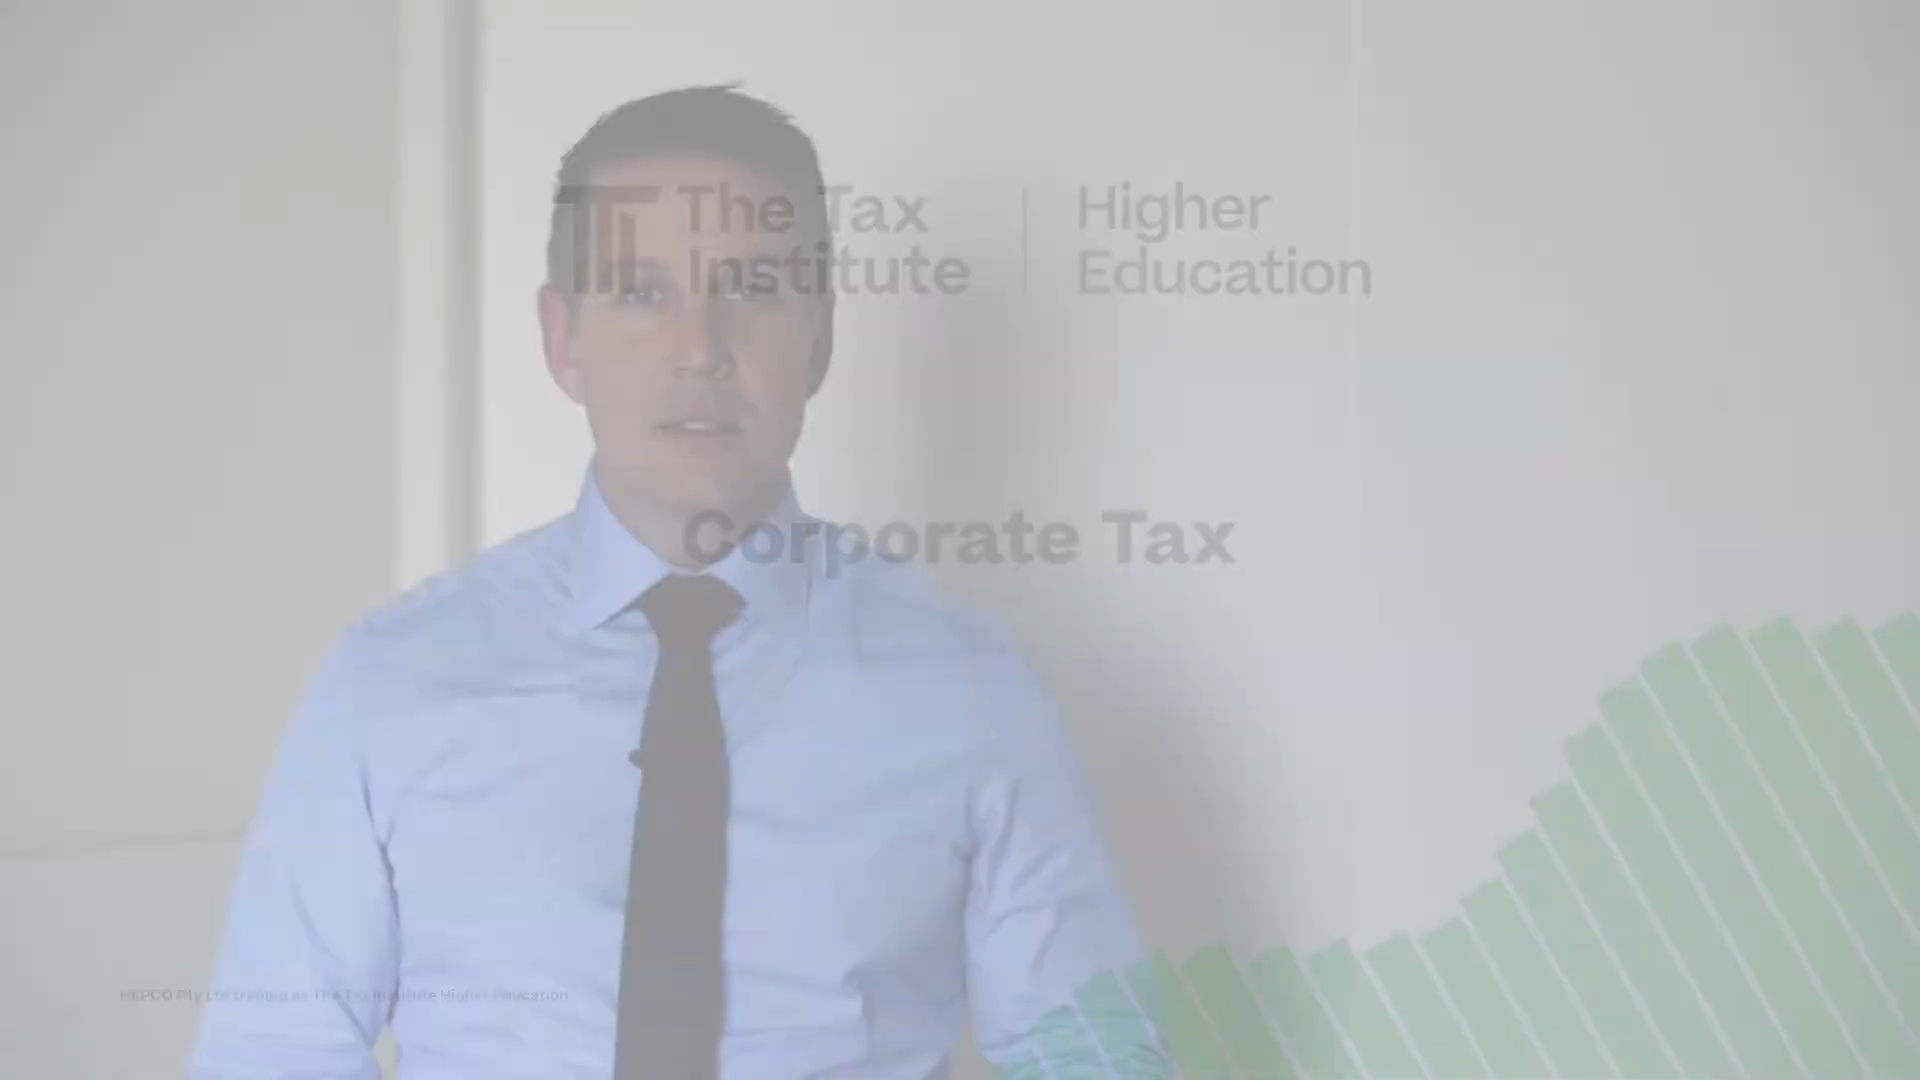 The Tax
Institute
Higher
Education
Corporate Tax
HEPCO Pty Ltd trading as The Tax Institute Higher Education